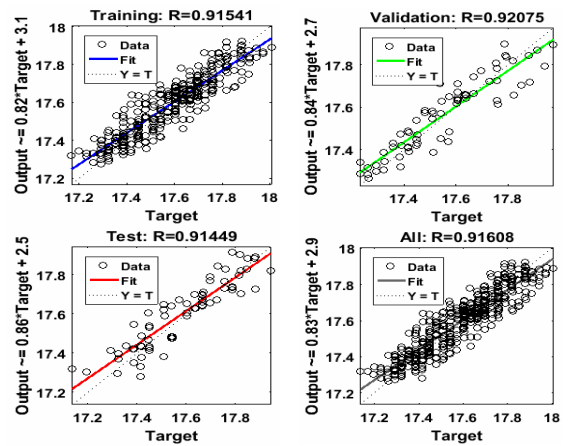 Training: R=0.91541
Output ~= 0.82*Target + 3.1
18
17.8
17.6
17.4
17.2
Data
Fit
Y = T
17.2 17.4 17.6 17.8 18
Target
Validation: R=0.92075
Output ~= 0.84*Target + 2.7
17.8
17.6
17.4
Data
Fit
Y = T
17.4 17.6 17.8
Target
Test: R=0.91449
Output ~= 0.86*Target + 2.5
17.8
17.6
17.4
17.2
Data
Fit
Y = T
17.2 17.4 17.6 17.8
Target
All: R=0.91608
Output ~= 0.83*Target + 2.9
18
17.8
17.6
17.4
17.2
Data
Fit
Y = T
17.2 17.4 17.6 17.8 18
Target